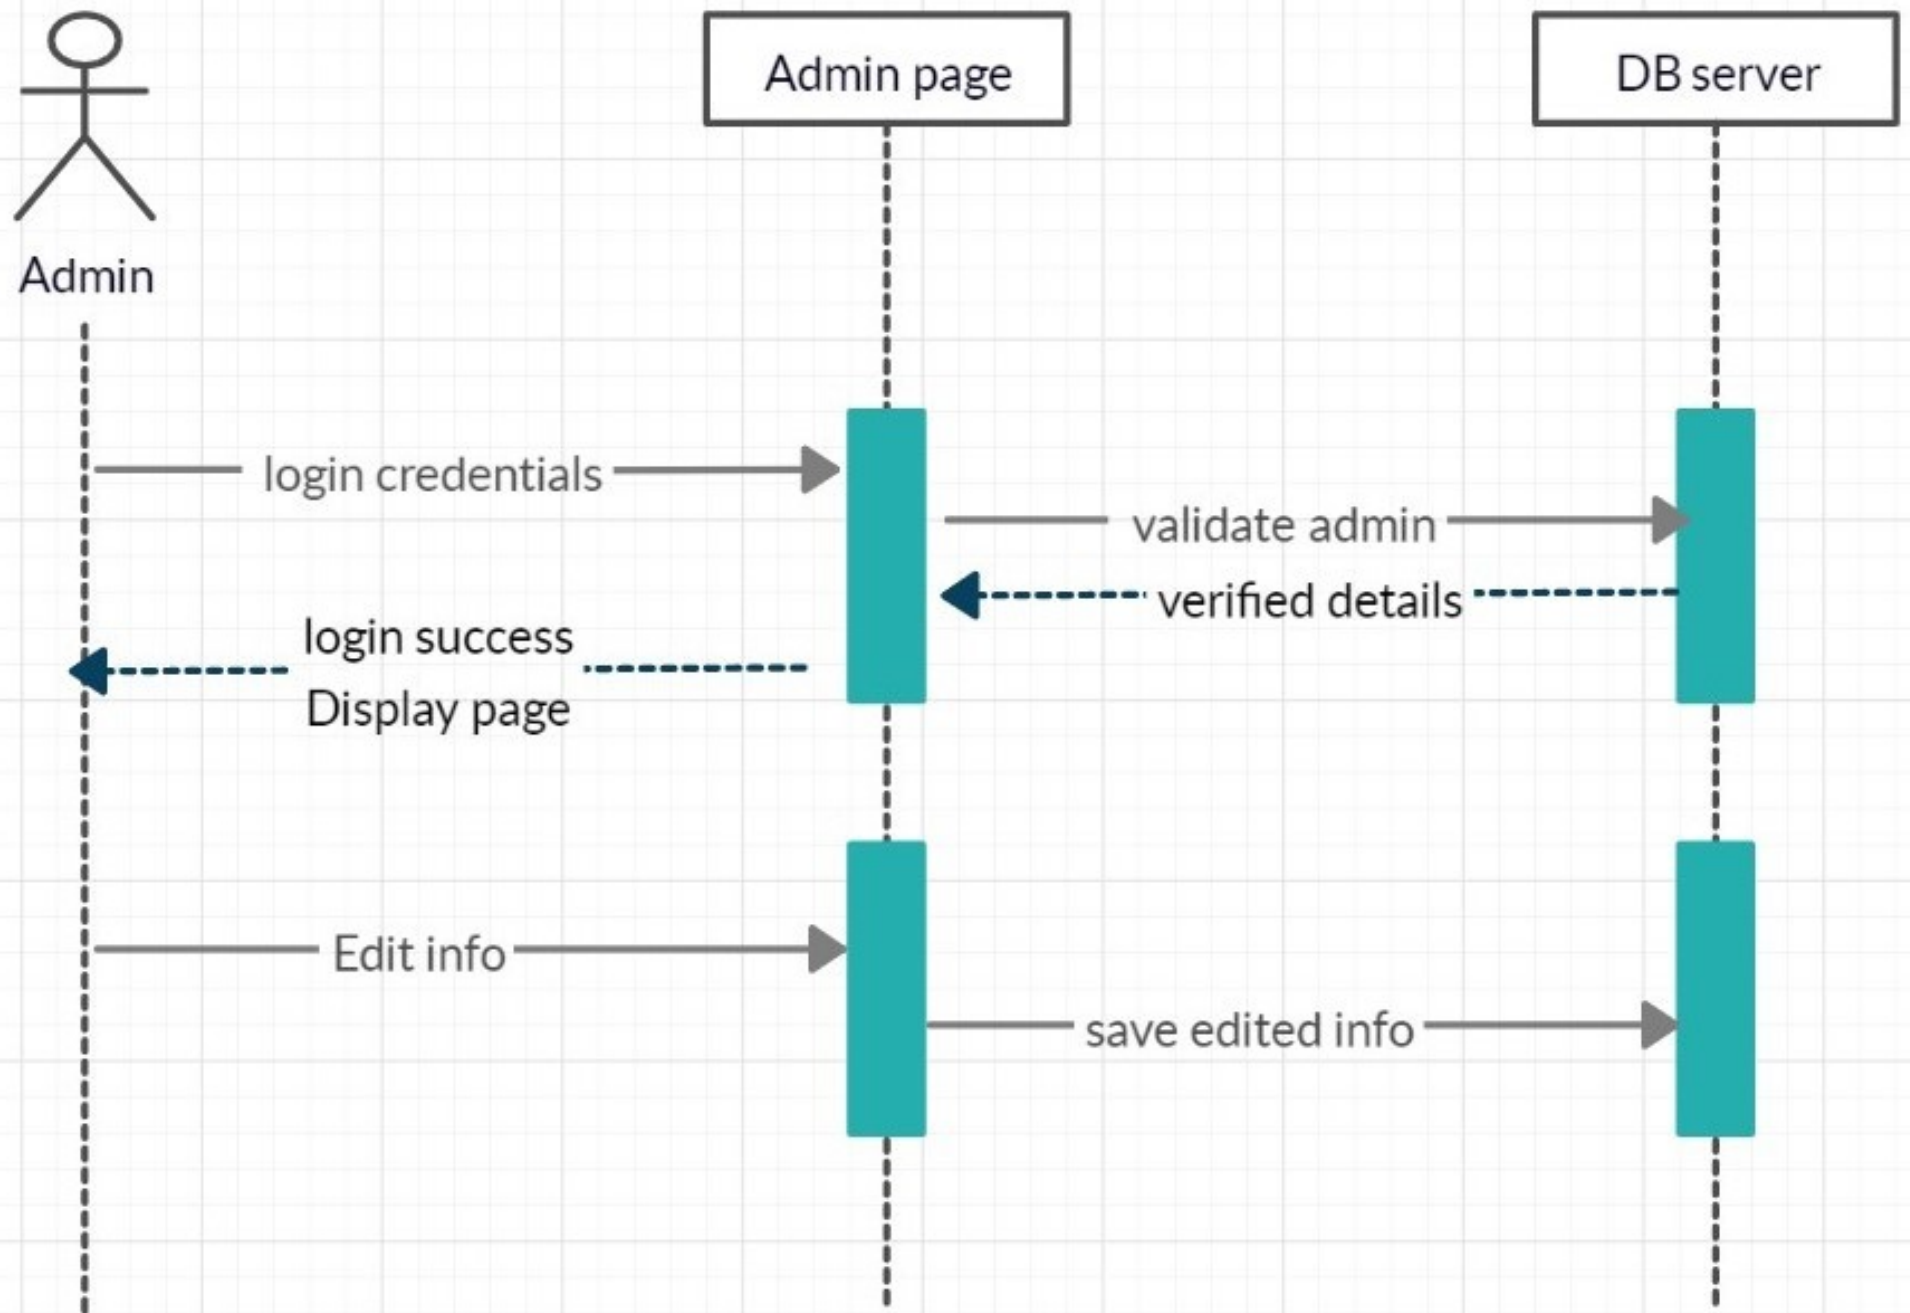 Admin page
DB server
Admin
login credentials
validate admin
verified details
login success
Display page
Edit info
save edited info